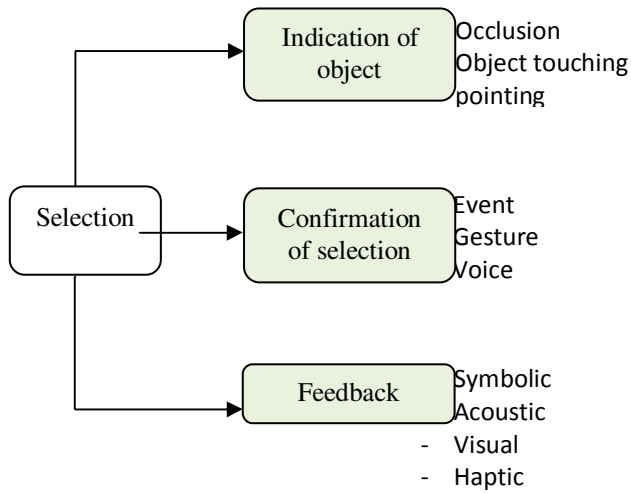 Indication of
object
Occlusion
Object touching
pointing
Selection
Confirmation
of selection
Event
Gesture
Voice
Feedback
Symbolic
Acoustic
- Visual
- Haptic